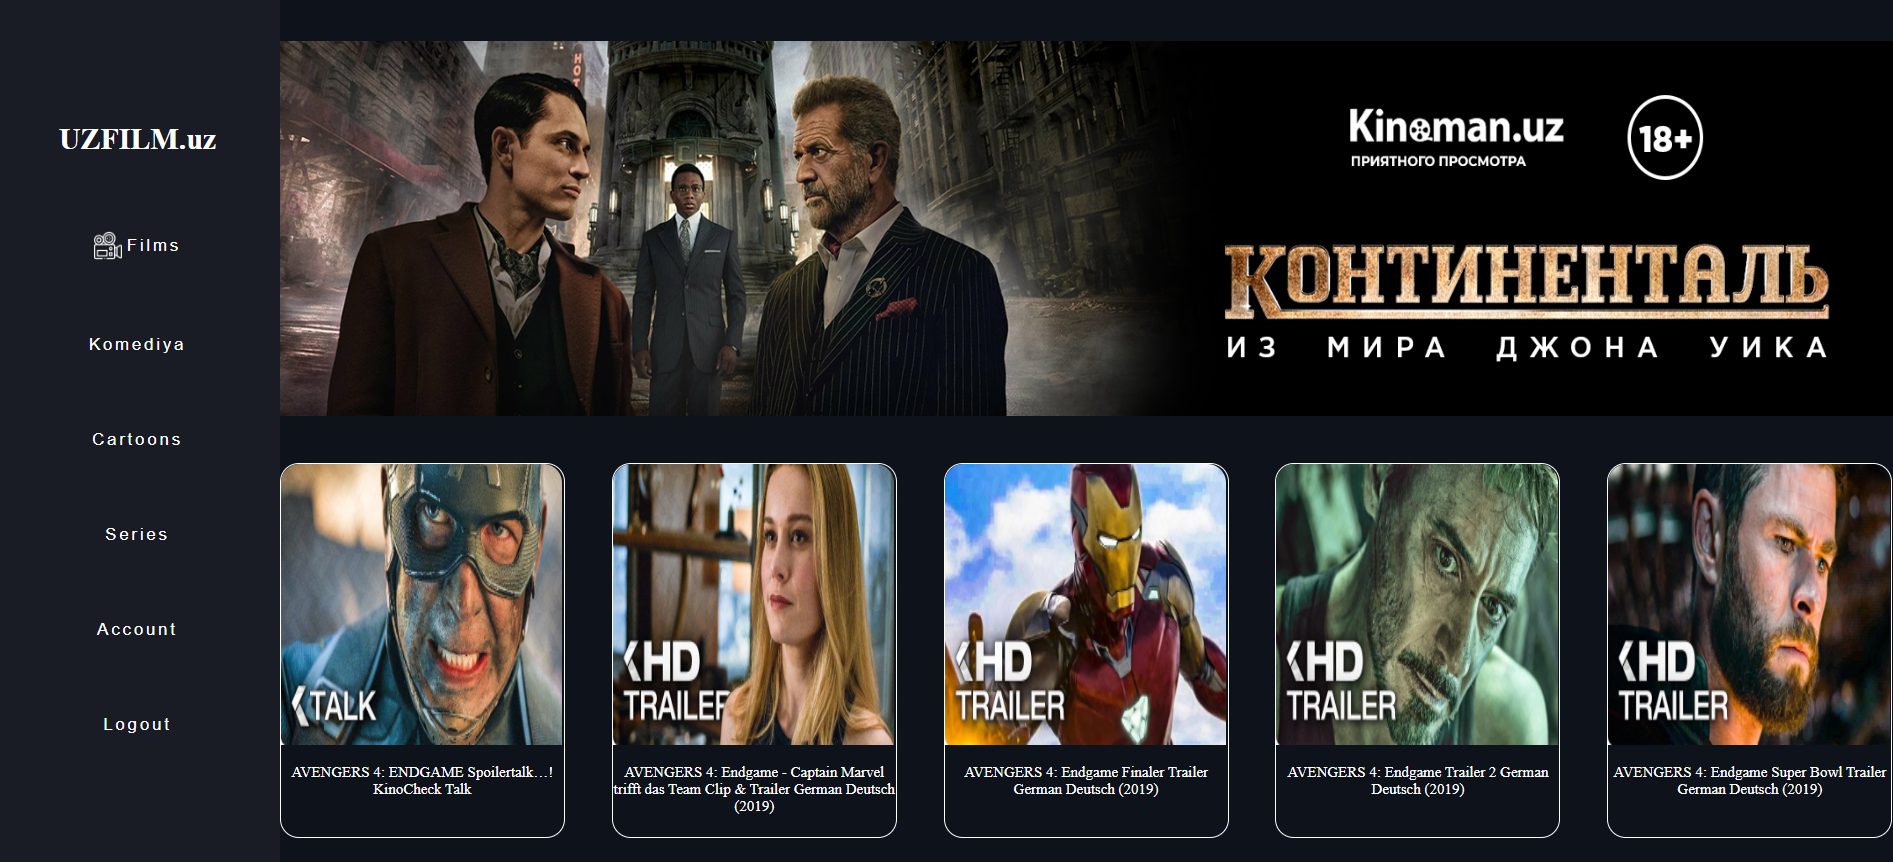 UZFILM.uz
Films
Komediya
Cartoons
Series
Account
Logout
HOT
Kinoman.uz
ПРИЯТНОГО ПРОСМОТРА
18+
КОНТИНЕНТАЛЬ
ИЗ МИРА ДЖОНА УИКА
TALK
AVENGERS 4: ENDGAME Spoilertalk…!
KinoCheck Talk
HD
TRAILER
AVENGERS 4: Endgame - Captain Marvel
trifft das Team Clip & Trailer German Deutsch
(2019)
HD
TRAILER
AVENGERS 4: Endgame Finaler Trailer
German Deutsch (2019)
HD
TRAILER
AVENGERS 4: Endgame Trailer 2 German
Deutsch (2019)
HD
TRAILER
AVENGERS 4: Endgame Super Bowl Trailer
German Deutsch (2019)